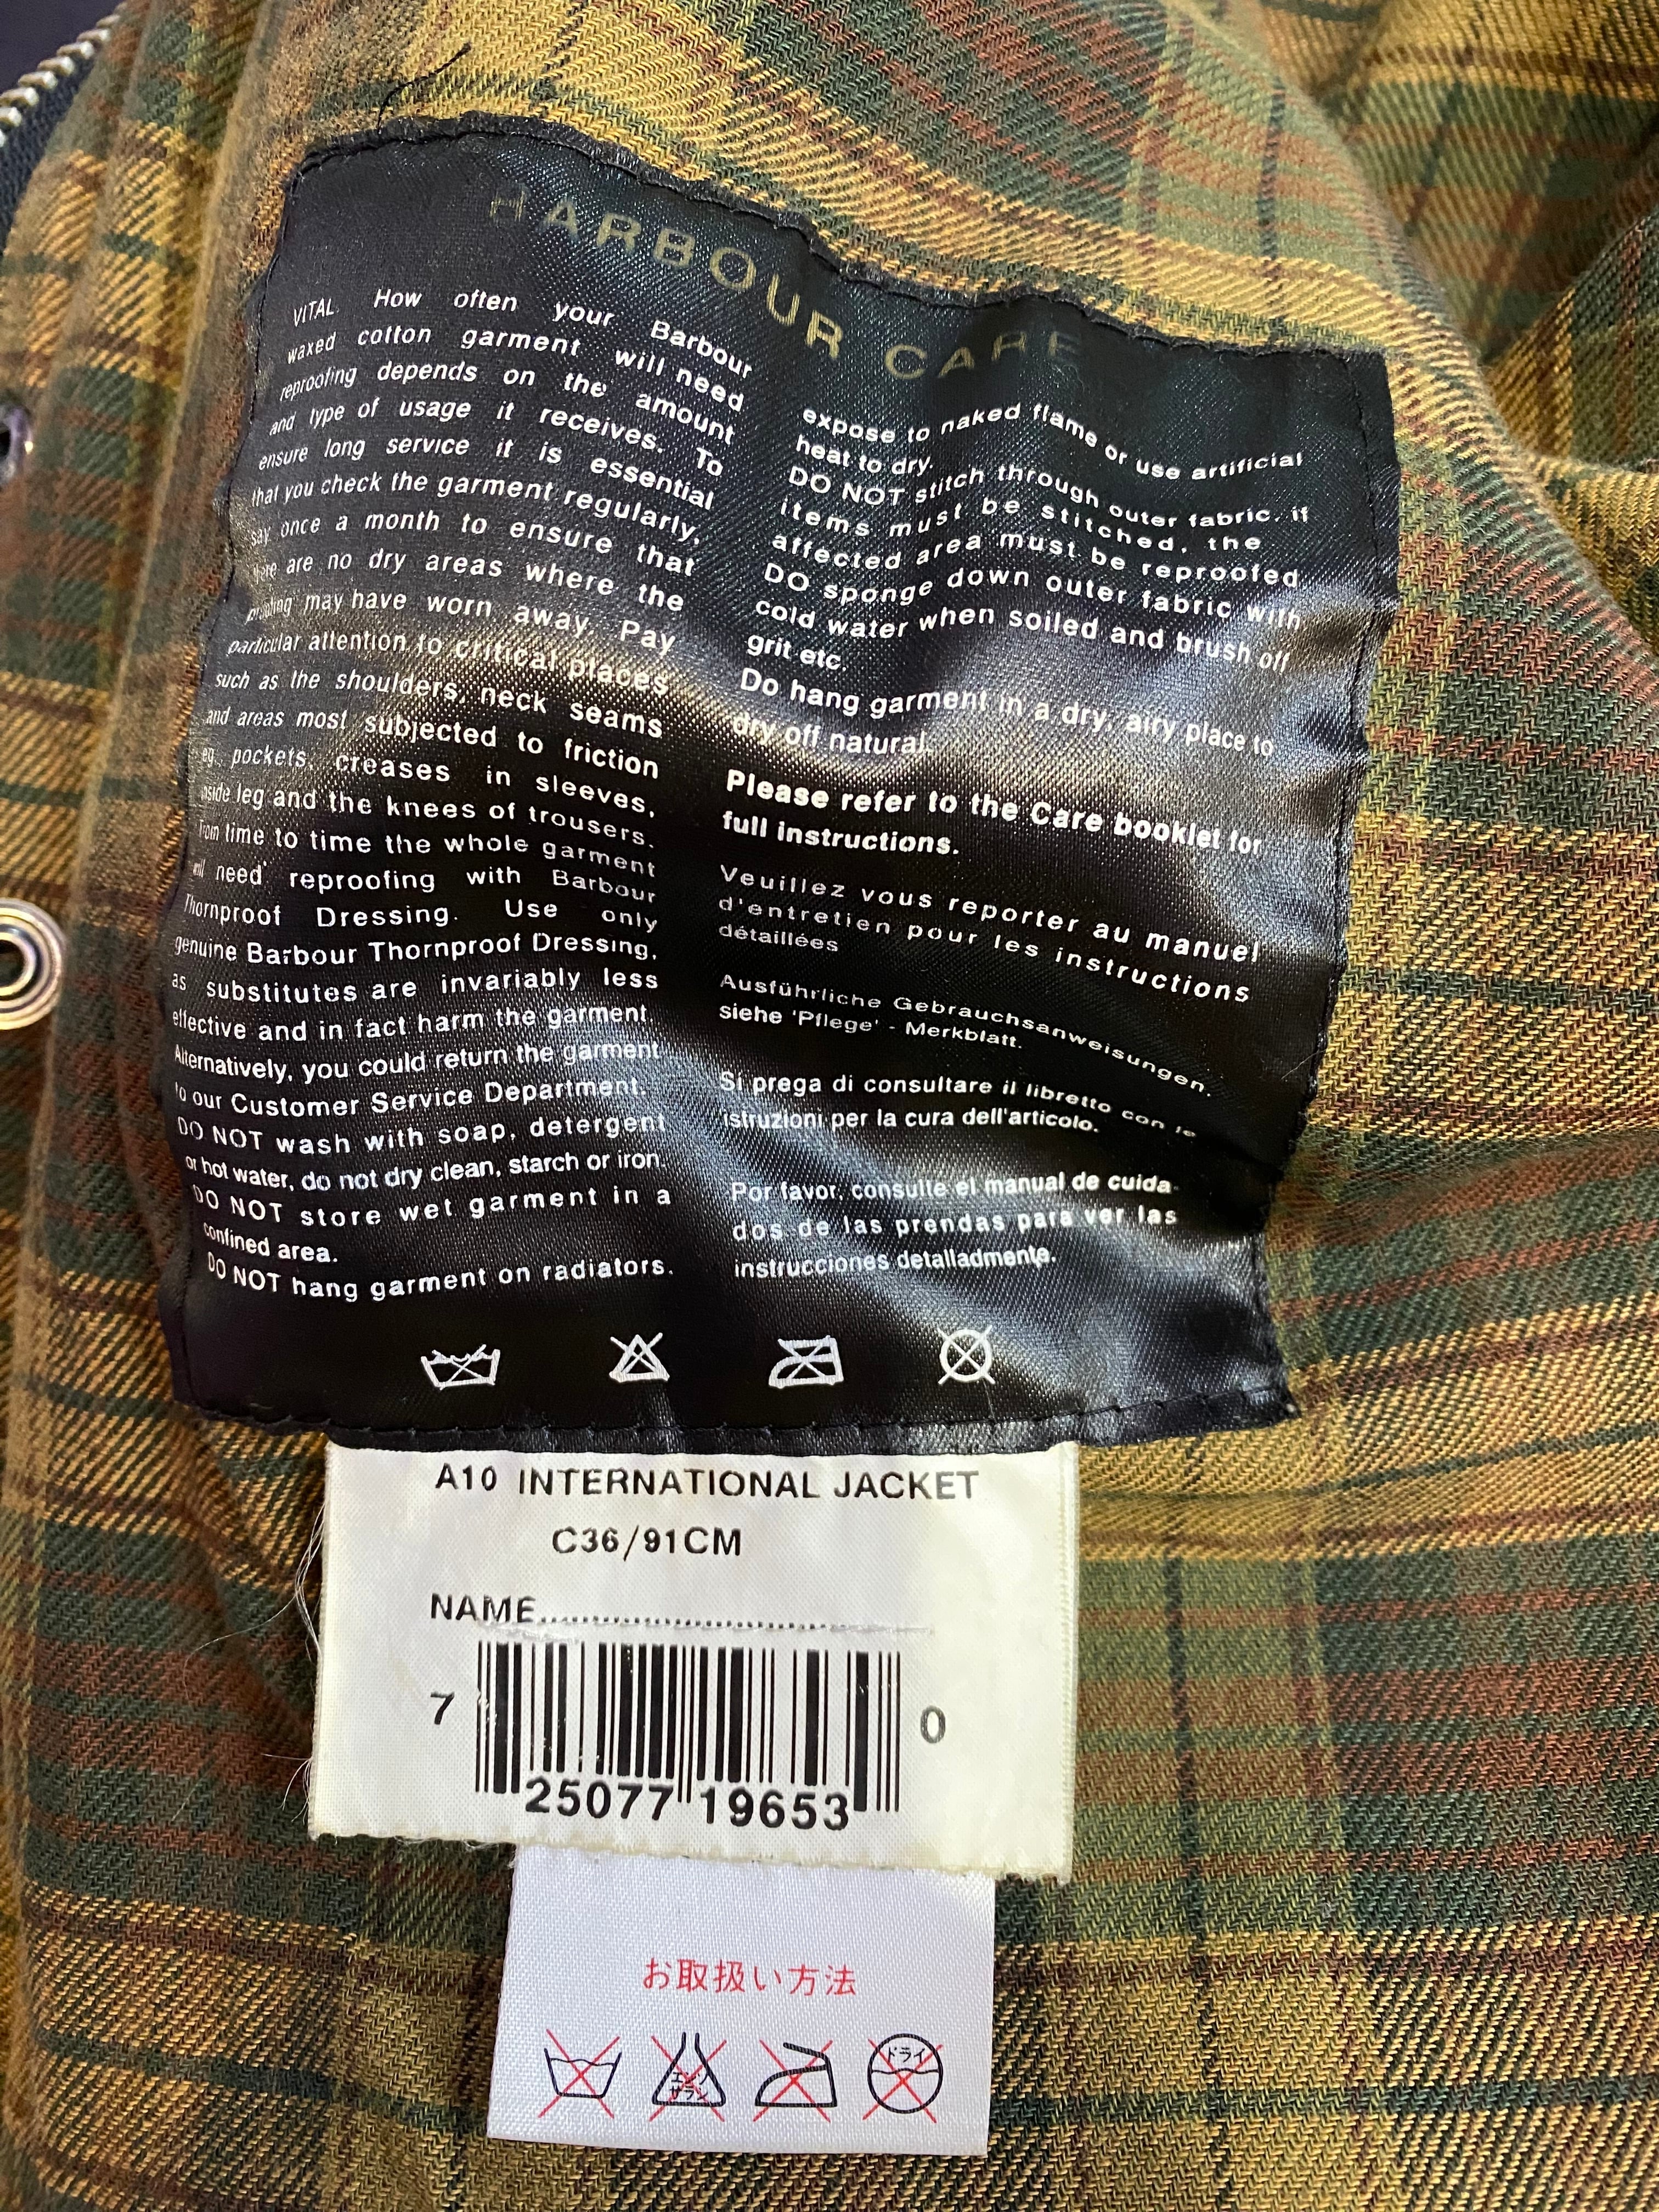 HARBOUR CARE
VITAL. How often your Barbour
waxed cotton garment will need
reproofing depends on the amount
and type of usage it receives. To
ensure long service it is essential
that you check the garment regularly,
say once a month to ensure that
there are no dry areas where the
proofing may have worn away. Pay
particular attention to critical places
such as the shoulders, neck seams
and areas most subjected to friction
eg., pockets, creases in sleeves,
inside leg and the knees of trousers.
From time to time the whole garment
will need reproofing with Barbour
Thornproof Dressing. Use only
genuine Barbour Thornproof Dressing,
as substitutes are invariably less
effective and in fact harm the garment.
Alternatively, you could return the garment
to our Customer Service Department.
DO NOT wash with soap, detergent
or hot water, do not dry clean, starch or iron.
DO NOT store wet garment in a
confined area.
DO NOT hang garment on radiators.
expose to naked flame or use artificial
heat to dry.
DO NOT stitch through outer fabric, if
items must be stitched, the
affected area must be reproofed.
DO sponge down outer fabric with
cold water when soiled and brush off
grit etc.
Do hang garment in a dry, airy place to
dry off natural.
Please refer to the Care booklet for
full instructions.
Veuillez vous reporter au manuel
d'entretien pour les instructions
détaillées
Ausführliche Gebrauchsanweisungen.
siehe 'Pflege' - Merkblatt.
Si prega di consultare il libretto con le
istruzioni per la cura dell'articolo.
Por favor, consulte el manual de cuida-
dos de las prendas para ver las
instrucciones detalladmente.
A10 INTERNATIONAL JACKET
C36/91CM
NAME..............................
7 25077 19653 0
お取扱い方法
エンソ
サラシ
ドライ